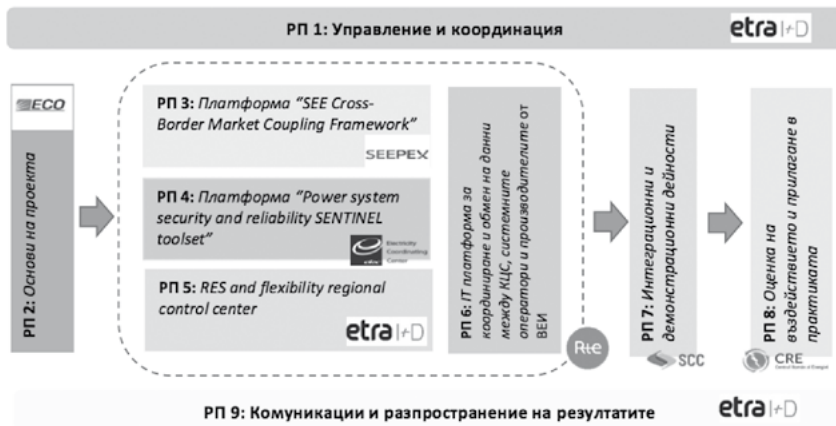 РП 1: Управление и координация
etra I+D
ECO
РП 2: Основи на проекта
РП 3: Платформа “SEE Cross-
Border Market Coupling Framework”
SEEPEX
РП 4: Платформа “Power system
security and reliability SENTINEL
toolset”
Electricity
Coordinating
Center
РП 5: RES and flexibility regional
control center
etra I+D
РП 6: IT платформа за
координиране и обмен на данни
между КЦС, системните
оператори и производителите от
ВЕИ
Rte
РП 7: Интеграционни и
демонстрационни дейности
SCC
РП 8: Оценка на
въздействието и прилагане в
практиката
CRE
РП 9: Комуникации и разпространение на резултатите
etra I+D